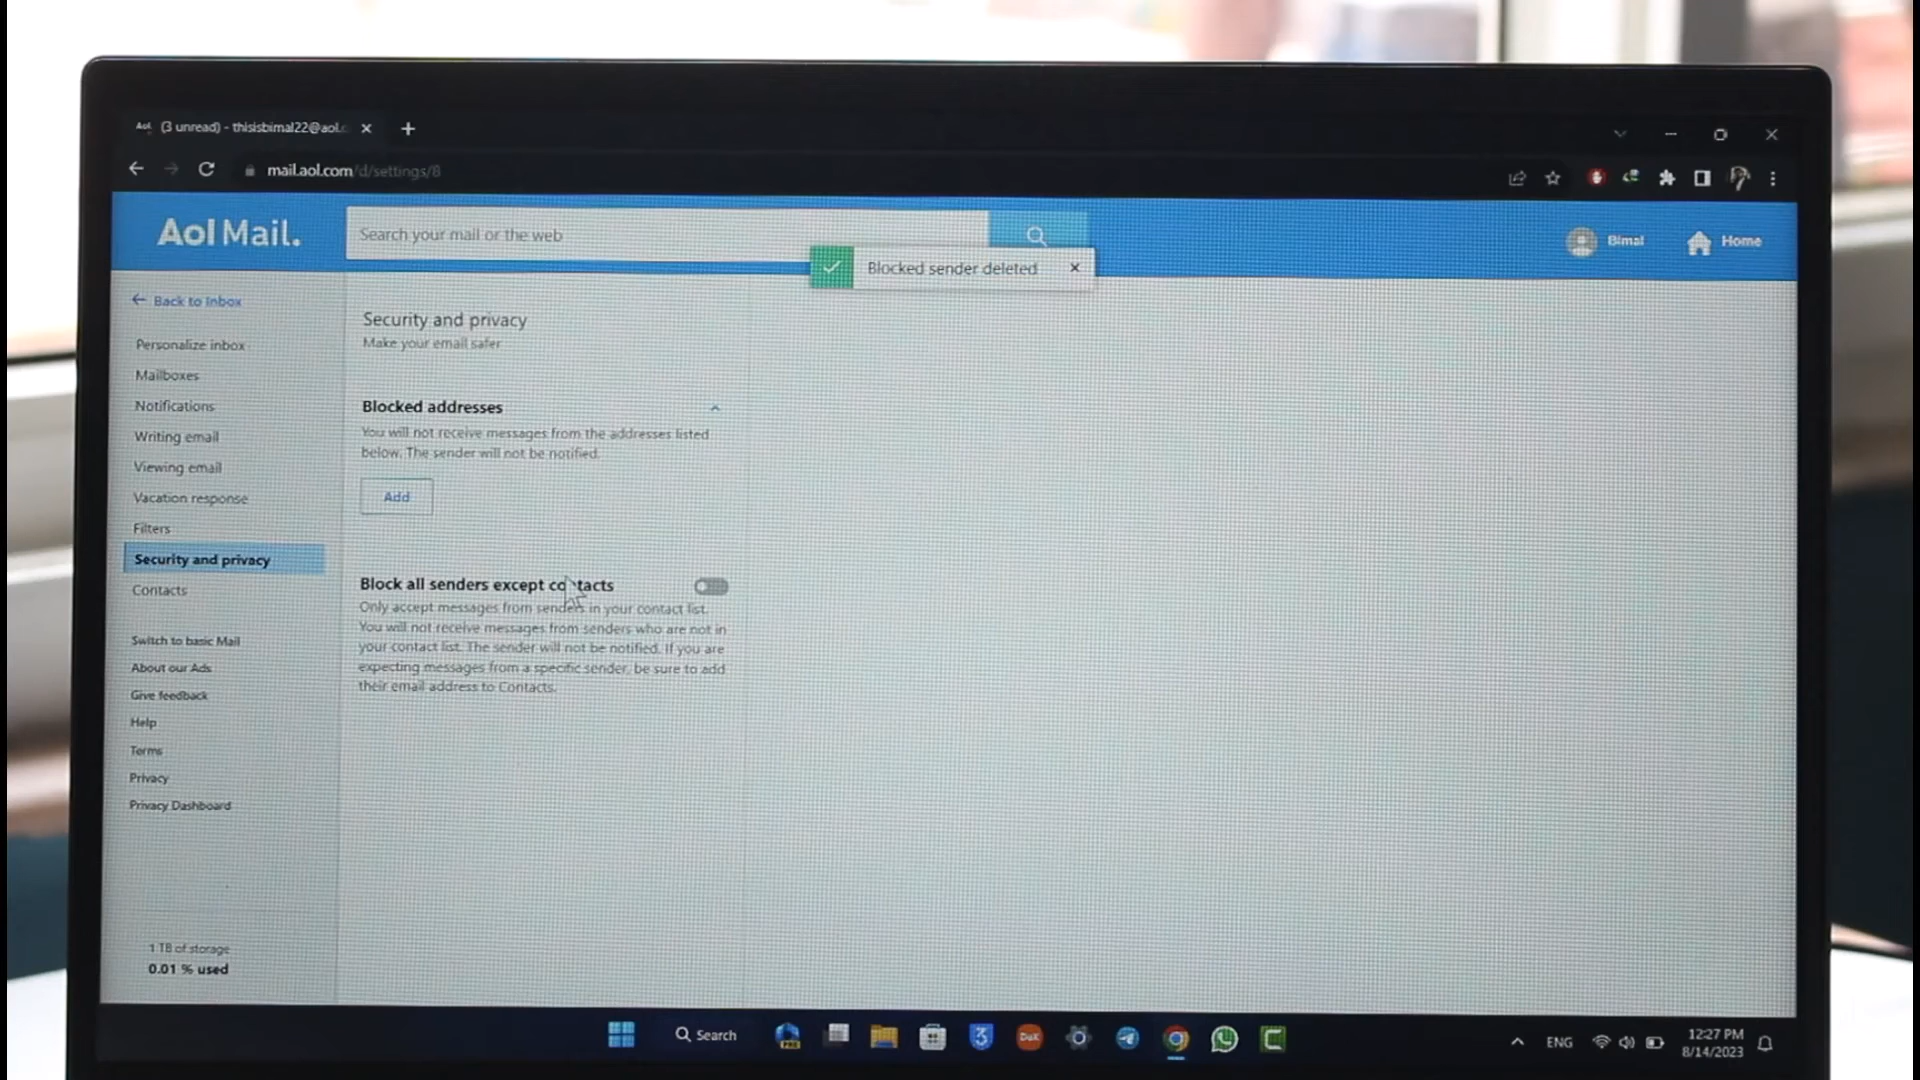 Aol. (3 unread) - thisisbimal22@aol.c
mail.aol.com/d/settings/8
Aol Mail.
Search your mail or the web
Bimal
Home
Blocked sender deleted
Back to Inbox
Personalize inbox
Mailboxes
Notifications
Writing email
Viewing email
Vacation response
Filters
Security and privacy
Contacts
Switch to basic Mail
About our Ads
Give feedback
Help
Terms
Privacy
Privacy Dashboard
1 TB of storage
0.01 % used
Security and privacy
Make your email safer
Blocked addresses
You will not receive messages from the addresses listed
below. The sender will not be notified.
Add
Block all senders except contacts
Only accept messages from senders in your contact list.
You will not receive messages from senders who are not in
your contact list. The sender will not be notified. If you are
expecting messages from a specific sender, be sure to add
their email address to Contacts.
Search
ENG
12:27 PM
8/14/2023